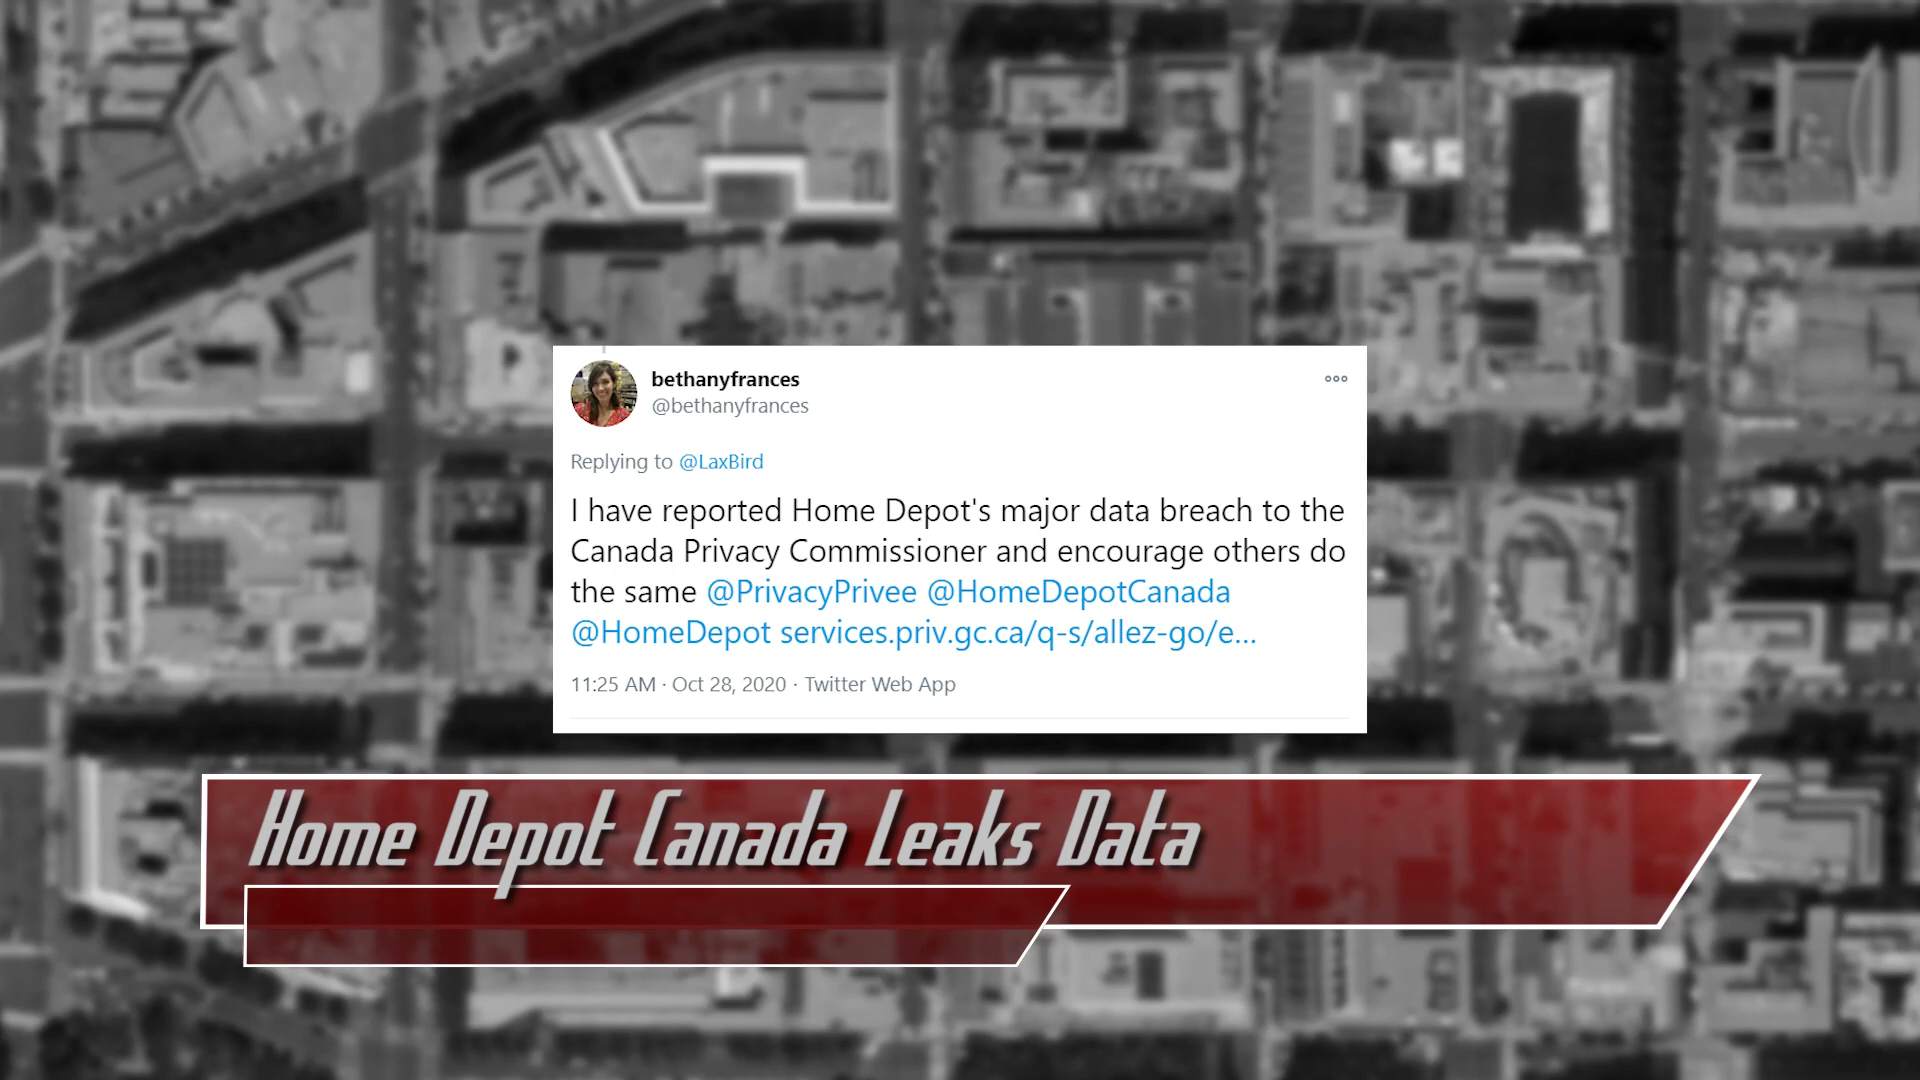 bethanyfrances
@bethanyfrances
Replying to @LaxBird
I have reported Home Depot's major data breach to the
Canada Privacy Commissioner and encourage others do
the same @PrivacyPrivee @HomeDepotCanada
@HomeDepot services.priv.gc.ca/q-s/allez-go/e...
11:25 AM · Oct 28, 2020 · Twitter Web App
Home Depot Canada Leaks Data